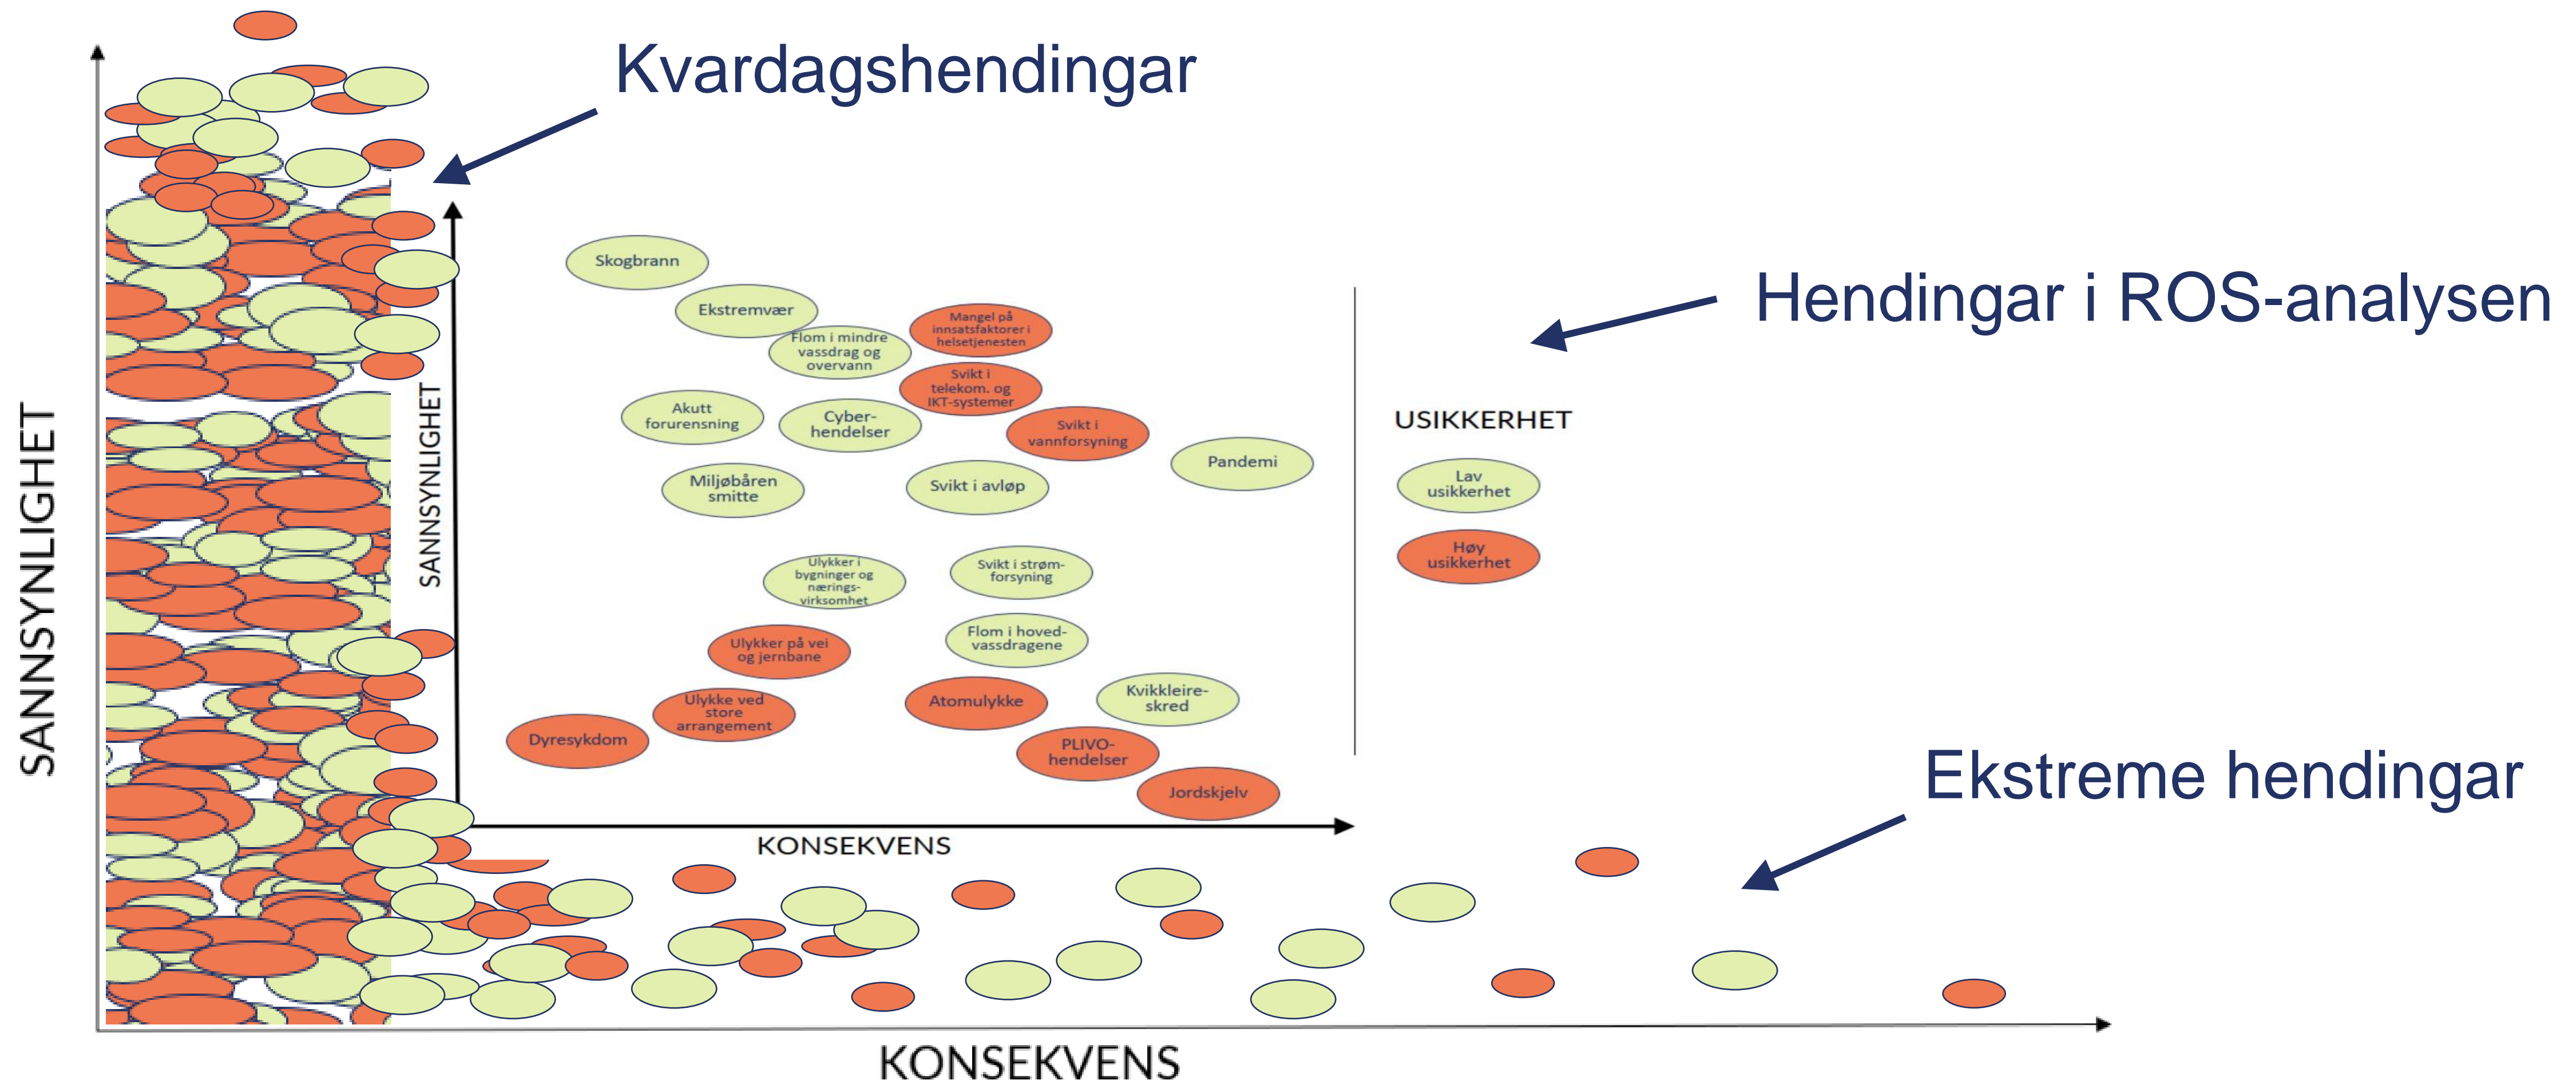 Kvardagshendingar
Hendingar i ROS-analysen
Ekstreme hendingar
SANNSYNLIGHET
KONSEKVENS
SANNSYNLIGHET
KONSEKVENS
Skogbrann
Ekstremvær
Flom i mindre
vassdrag og
overvann
Mangel på
innsatsfaktorer i
helsetjenesten
Svikt i
telekom. og
IKT-systemer
Akutt
forurensning
Cyber-
hendelser
Svikt i
vannforsyning
Pandemi
Miljøbåren
smitte
Svikt i avløp
Ulykker i
bygninger og
nærings-
virksomhet
Svikt i strøm-
forsyning
Ulykker på vei
og jernbane
Flom i hoved-
vassdragene
Ulykke ved
store
arrangement
Atomulykke
Kvikkleire-
skred
Dyresykdom
PLIVO-
hendelser
Jordskjelv
USIKKERHET
Lav
usikkerhet
Høy
usikkerhet